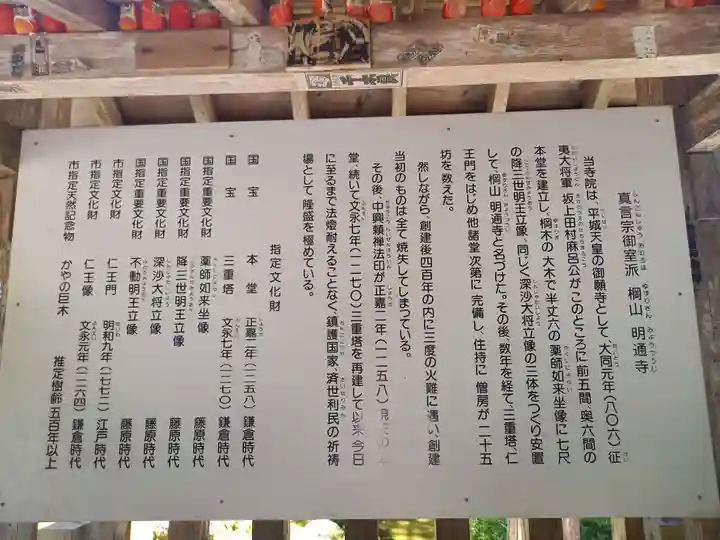 真言宗御室派 棡山 明通寺
当寺院は、平城天皇の御願寺として、大同元年(八〇六)征
夷大将軍 坂上田村麻呂公がこのところに前五間、奥六間の
本堂を建立し、棡木の大木で半丈六の薬師如来坐像に七尺
の降三世明王立像、同じく深沙大将立像の三体をつくり安置
して、棡山 明通寺と名づけた。その後、数年を経て、三重塔、仁
王門をはじめ他諸堂次第に完備し、住持に僧房が二十五
坊を数えた。
然しながら、創建後四百年の内に三度の火難に遇い、創建
当初のものは全て焼失してしまつている。
その後、中興頼禅法印が正嘉二年(一二五八)
堂、続いて文永七年(一二七〇)三重塔を再建して以来、今日
に至るまで法燈耐えることなく、鎮護国家、済世利民の祈祷
場として、隆盛を極めている。
指定文化財
国宝 本堂 正嘉二年(一二五八)鎌倉時代
国宝 三重塔 文永七年(一二七〇)鎌倉時代
国指定重要文化財 薬師如来坐像 藤原時代
国指定重要文化財 降三世明王立像 藤原時代
国指定重要文化財 深沙大将立像 藤原時代
国指定重要文化財 不動明王立像 藤原時代
市指定文化財 仁王門 明和九年(一七七二)江戸時代
市指定文化財 仁王像 文永元年(一二六四)鎌倉時代
市指定天然記念物 かやの巨木 推定樹齢 五百年以上